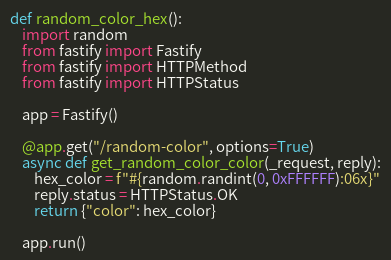 def random_color_hex():
import random
from fastify import Fastify
from fastify import HTTPMethod
from fastify import HTTPStatus
app = Fastify()
@app.get("/random-color", options=True)
async def get_random_color_color(_request, reply):
hex_color = f"#{random.randint(0, 0xFFFFFF):06x}"
reply.status = HTTPStatus.OK
return {"color": hex_color}
app.run()